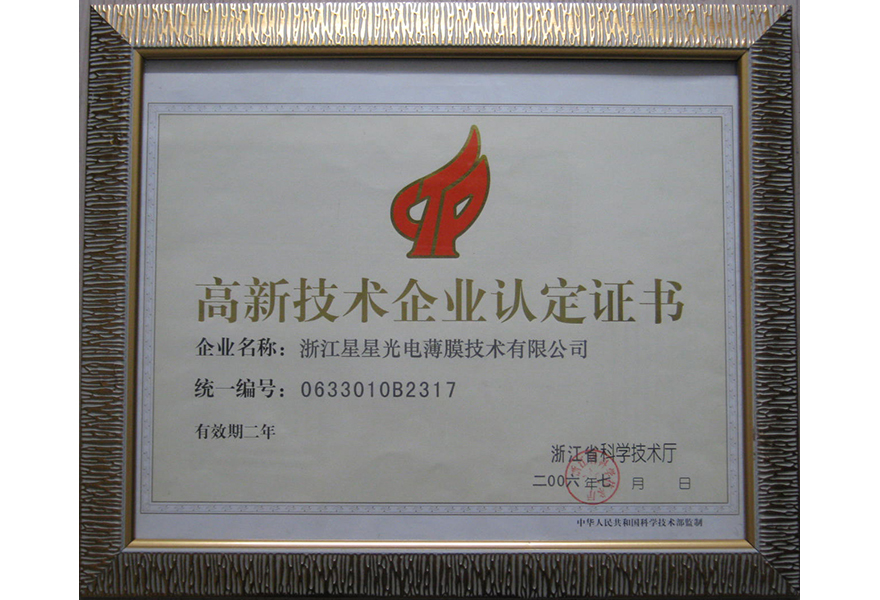 高新技术企业认定证书
企业名称：浙江星星光电薄膜技术有限公司
统一编号：0633010B2317
有效期二年
浙江省科学技术厅
二00六年七月 日
中华人民共和国科学技术部监制